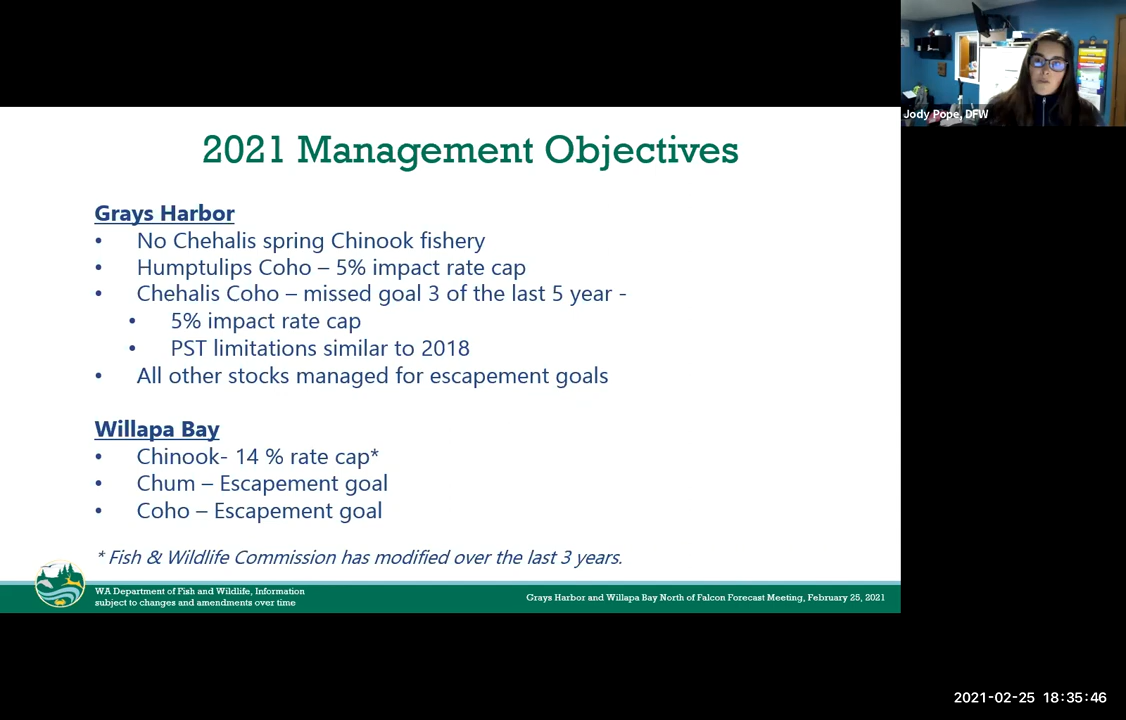 Jody Pope, DFW
2021 Management Objectives
Grays Harbor
• No Chehalis spring Chinook fishery
• Humptulips Coho – 5% impact rate cap
• Chehalis Coho – missed goal 3 of the last 5 year -
• 5% impact rate cap
• PST limitations similar to 2018
• All other stocks managed for escapement goals
Willapa Bay
• Chinook- 14 % rate cap*
• Chum – Escapement goal
• Coho – Escapement goal
* Fish & Wildlife Commission has modified over the last 3 years.
WA Department of Fish and Wildlife, Information
subject to changes and amendments over time
Grays Harbor and Willapa Bay North of Falcon Forecast Meeting, February 25, 2021
2021-02-25 18:35:46